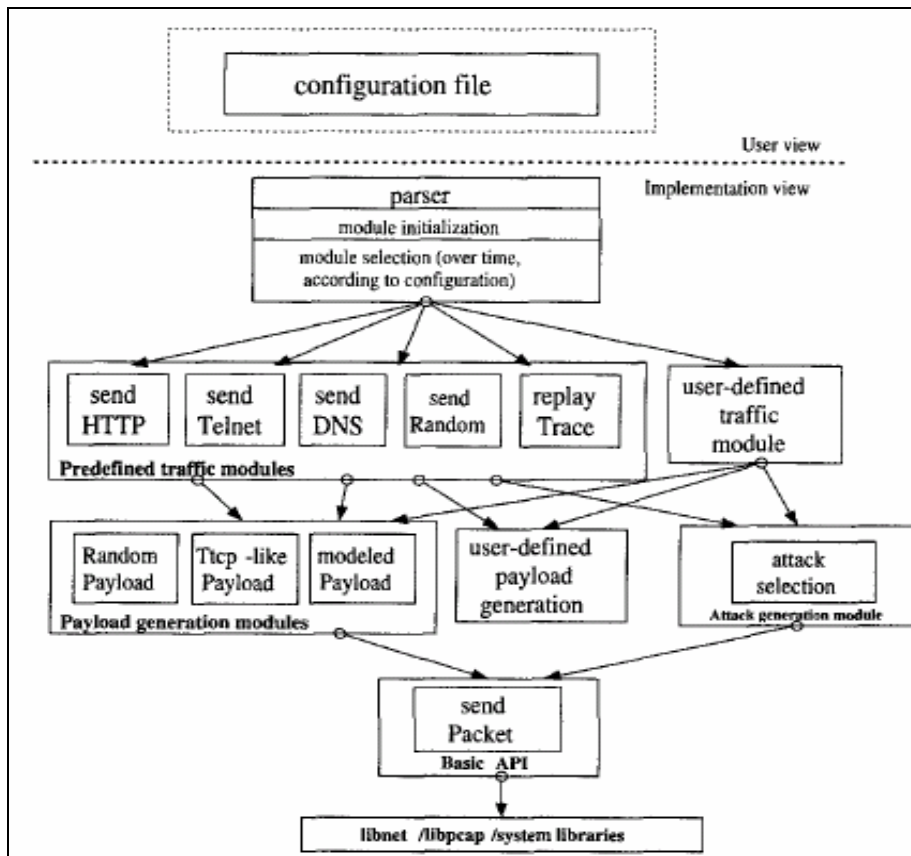 configuration file
User view
Implementation view
parser
module initialization
module selection (over time,
according to configuration)
send
HTTP
send
Telnet
send
DNS
send
Random
replay
Trace
Predefined traffic modules
user-defined
traffic
module
Random
Payload
Ttcp -like
Payload
modeled
Payload
Payload generation modules
user-defined
payload
generation
attack
selection
Attack generation module
send
Packet
Basic API
libnet /libpcap /system libraries